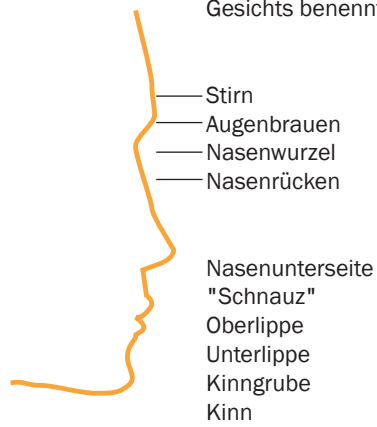 Gesichts benennt
Stirn
Augenbrauen
Nasenwurzel
Nasenrücken
Nasenunterseite
"Schnauz"
Oberlippe
Unterlippe
Kinngrube
Kinn